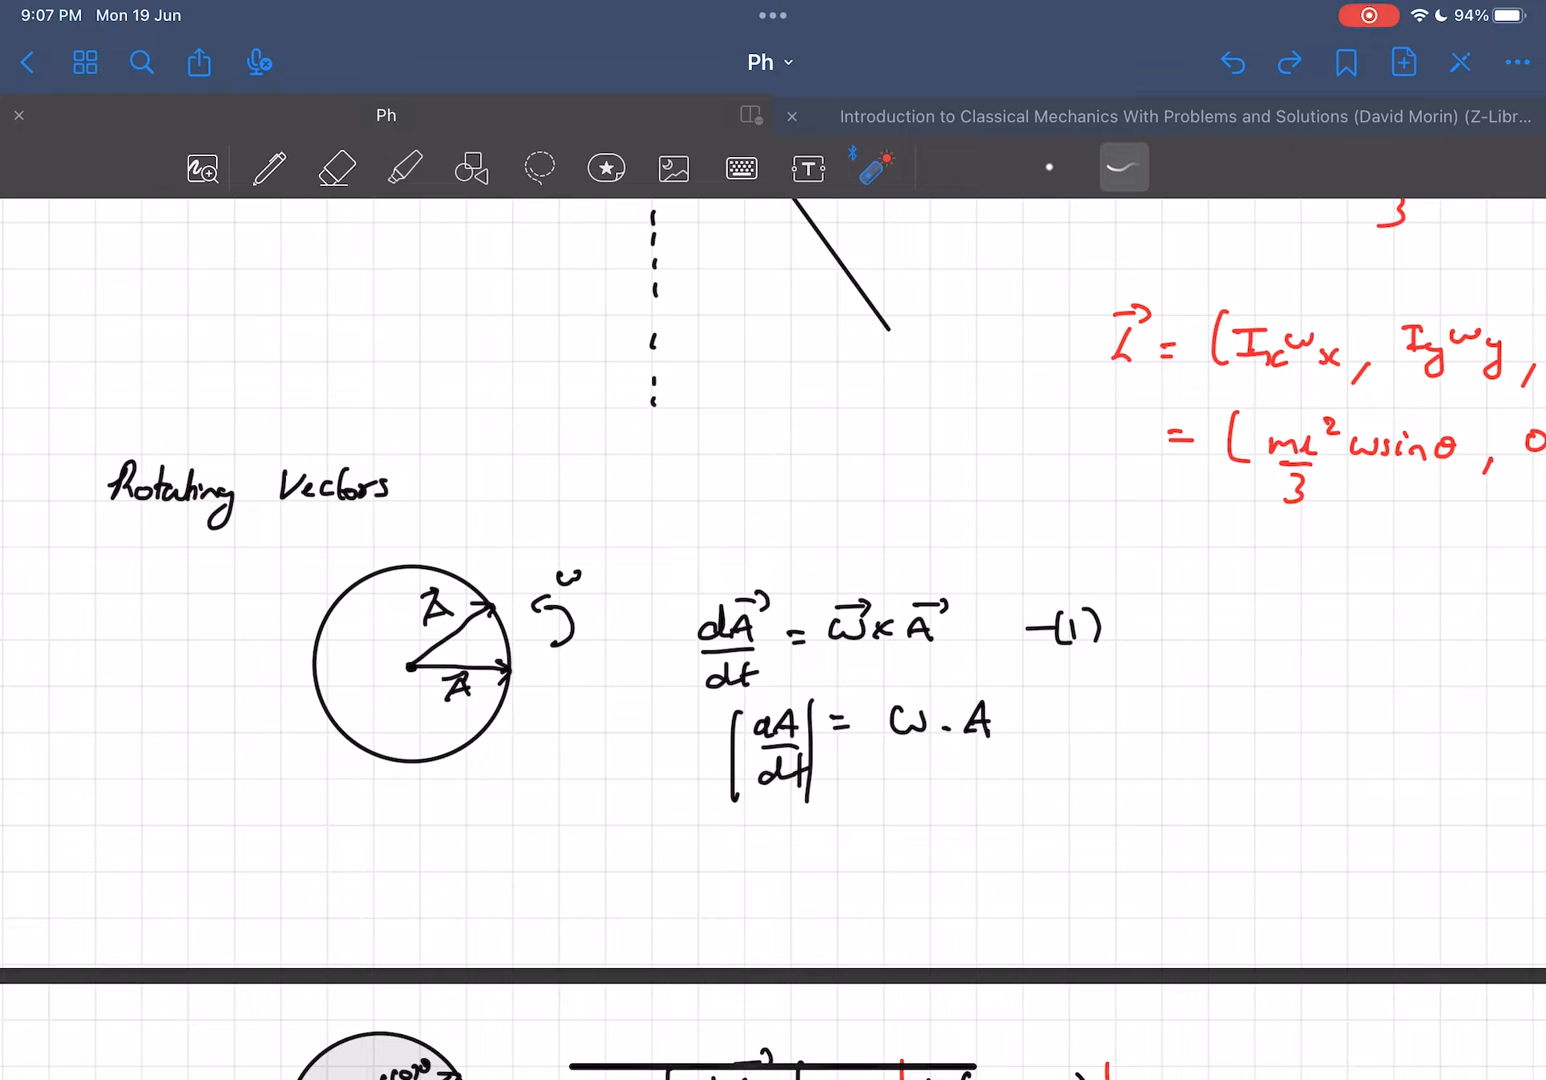 9:07 PM Mon 19 Jun
94%
Ph
Ph
Introduction to Classical Mechanics With Problems and Solutions (David Morin) (Z-Libr...
T
3
L⃗ = (Ixωx, Iyωy,
= (mℓ²/3 ωsinθ, 0
Rotating Vectors
ω
A⃗
A⃗
dA⃗/dt = ω⃗ × A⃗ —(1)
|dA/dt| = ω · A